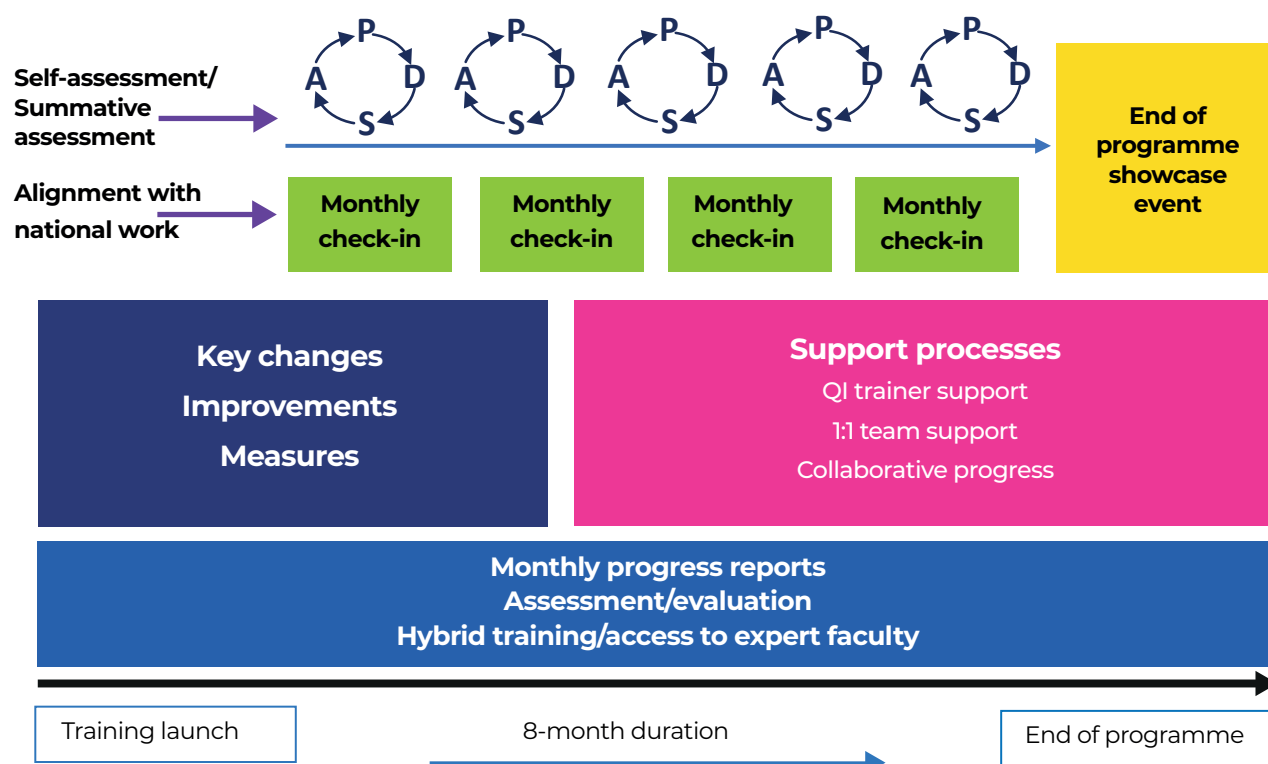 P
A D
S
P
A D
S
P
A D
S
P
A D
S
P
A D
S
Self-assessment/
Summative
assessment
End of
programme
showcase
event
Alignment with
national work
Monthly
check-in
Monthly
check-in
Monthly
check-in
Monthly
check-in
Key changes
Improvements
Measures
Support processes
QI trainer support
1:1 team support
Collaborative progress
Monthly progress reports
Assessment/evaluation
Hybrid training/access to expert faculty
Training launch
8-month duration
End of programme